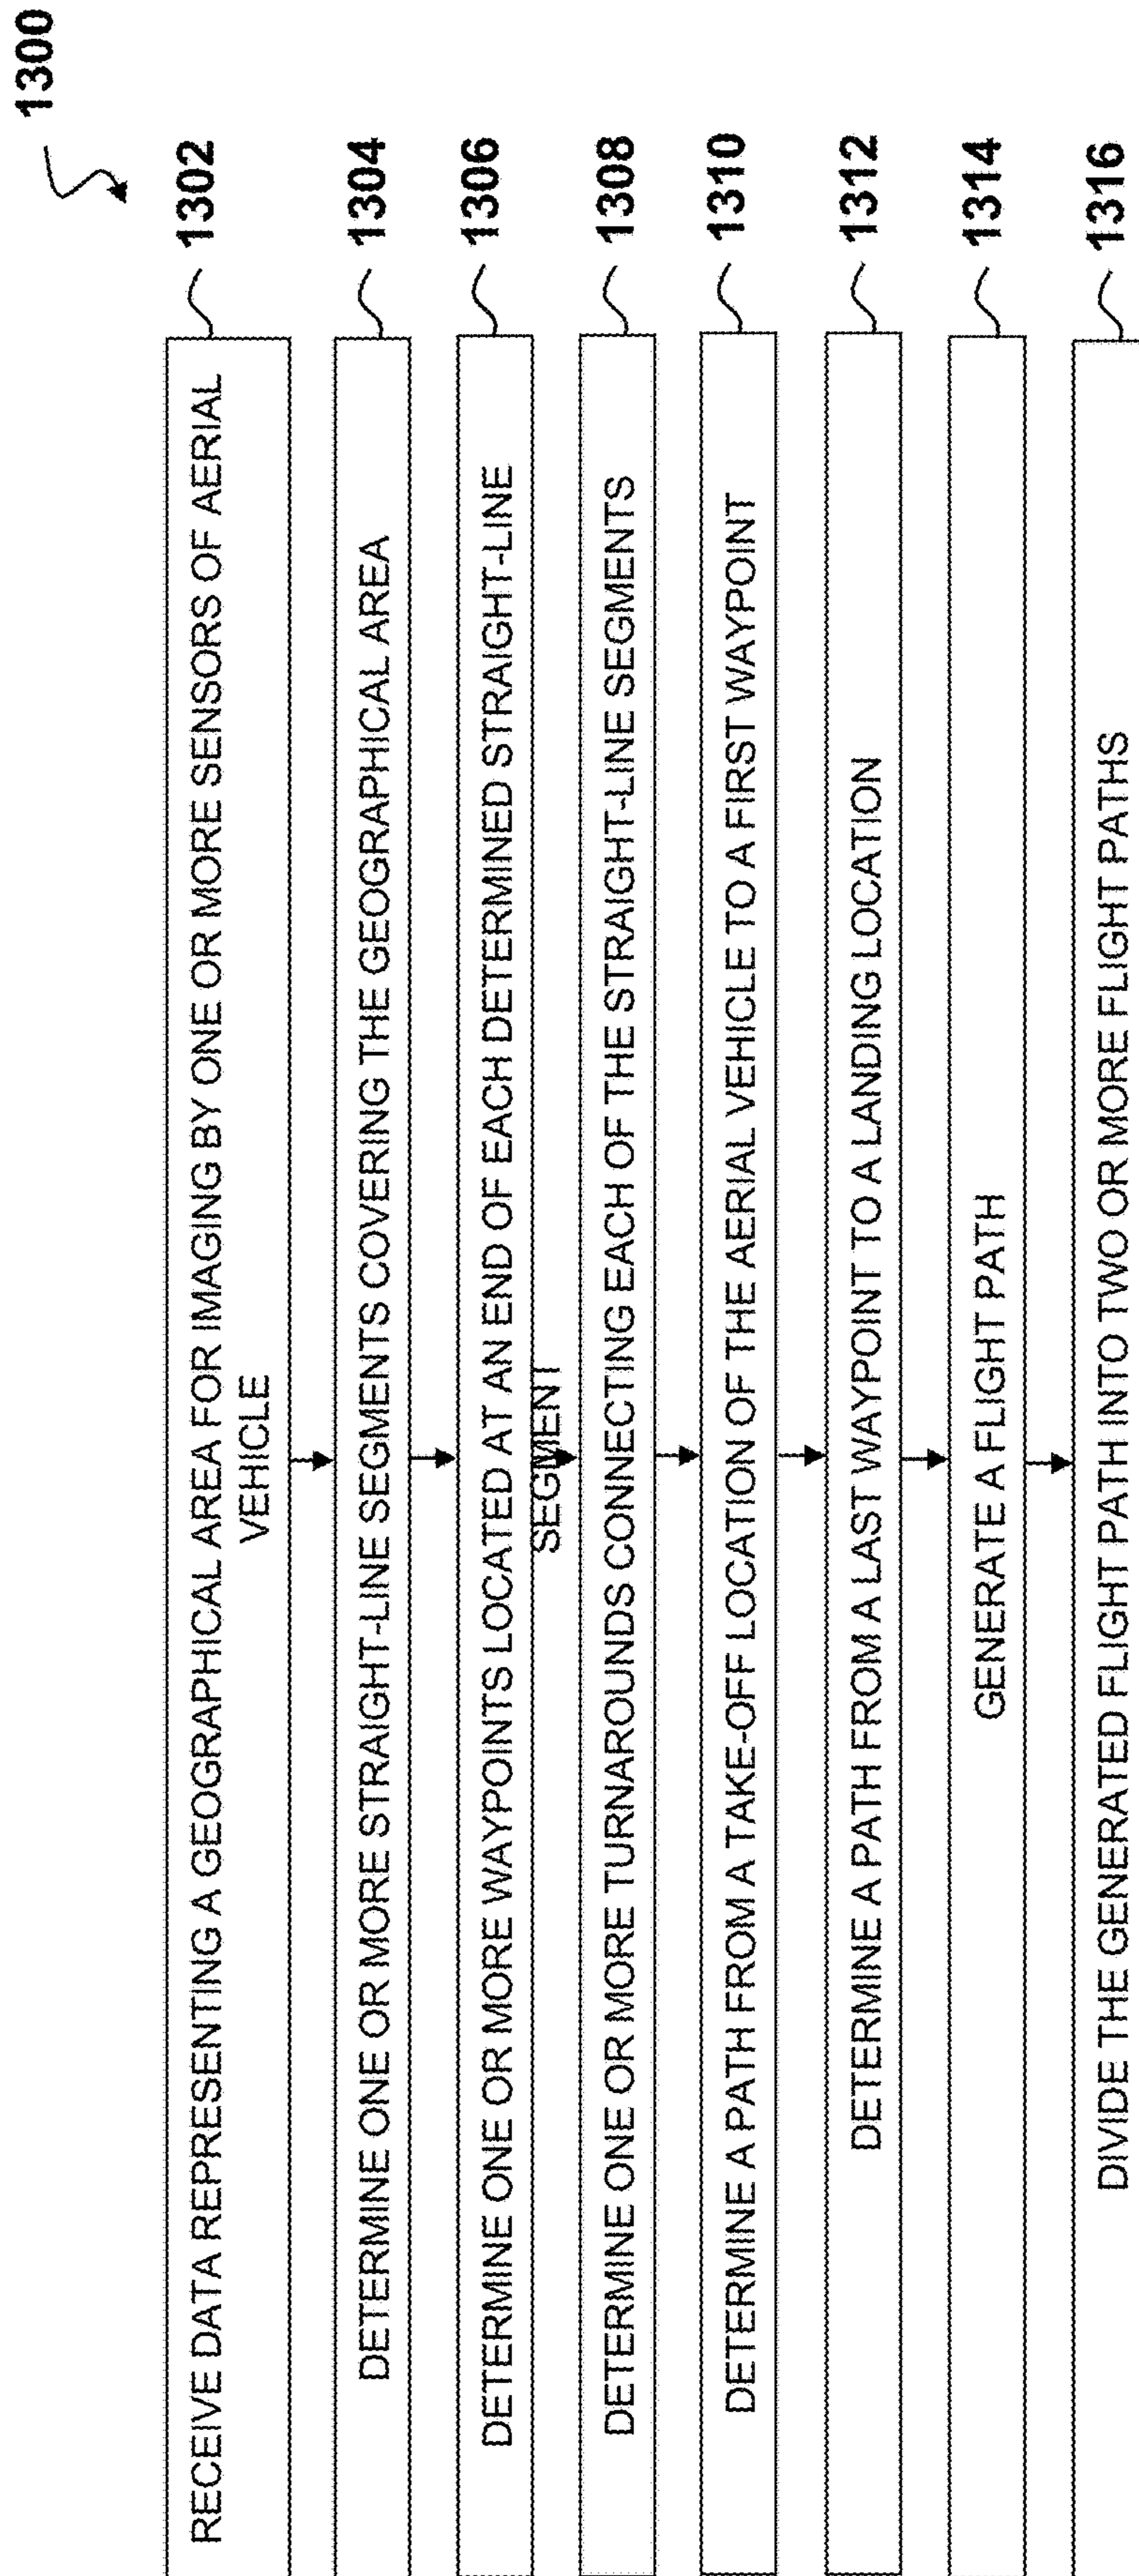 1300
RECEIVE DATA REPRESENTING A GEOGRAPHICAL AREA FOR IMAGING BY ONE OR MORE SENSORS OF AERIAL
VEHICLE
1302
DETERMINE ONE OR MORE STRAIGHT-LINE SEGMENTS COVERING THE GEOGRAPHICAL AREA
1304
DETERMINE ONE OR MORE WAYPOINTS LOCATED AT AN END OF EACH DETERMINED STRAIGHT-LINE
SEGMENT
1306
DETERMINE ONE OR MORE TURNAROUNDS CONNECTING EACH OF THE STRAIGHT-LINE SEGMENTS
1308
DETERMINE A PATH FROM A TAKE-OFF LOCATION OF THE AERIAL VEHICLE TO A FIRST WAYPOINT
1310
DETERMINE A PATH FROM A LAST WAYPOINT TO A LANDING LOCATION
1312
GENERATE A FLIGHT PATH
1314
DIVIDE THE GENERATED FLIGHT PATH INTO TWO OR MORE FLIGHT PATHS
1316